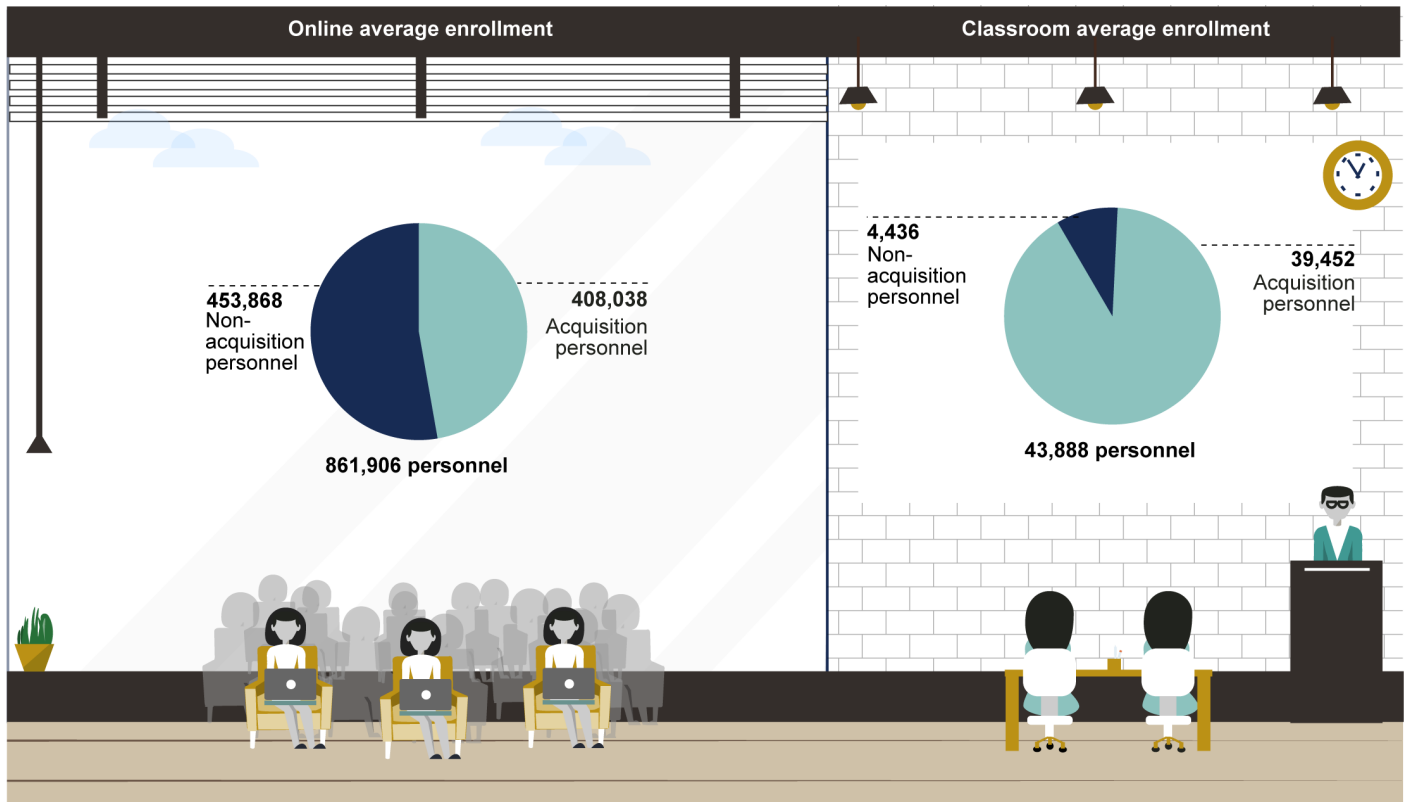 Online average enrollment
453,868
Non-
acquisition
personnel
408,038
Acquisition
personnel
861,906 personnel
Classroom average enrollment
4,436
Non-
acquisition
personnel
39,452
Acquisition
personnel
43,888 personnel